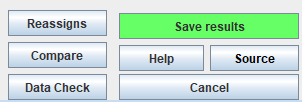 Reassigns
Save results
Compare
Help
Source
Data Check
Cancel